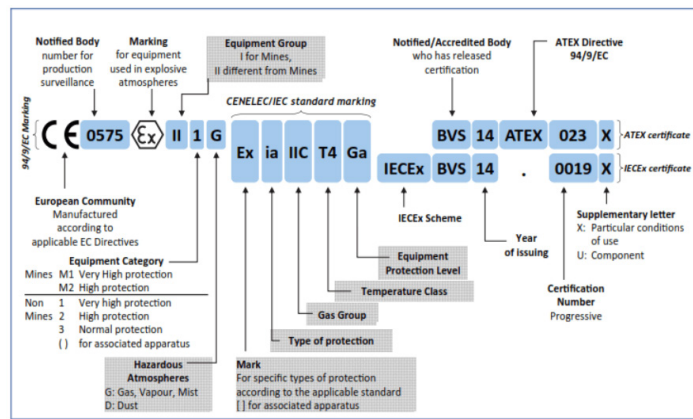 Notified Body
number for
production
surveillance
Marking
for equipment
used in explosive
atmospheres
Equipment Group
I for Mines,
II different from Mines
Notified/Accredited Body
who has released
certification
ATEX Directive
94/9/EC
CENELEC/IEC standard marking
94/9/EC Marking
CE 0575 Ex II 1 G
Ex ia IIC T4 Ga
BVS 14 ATEX 023 X
ATEX certificate
IECEx BVS 14 . 0019 X
IECEx certificate
European Community
Manufactured
according to
applicable EC Directives
IECEx Scheme
Year
of issuing
Supplementary letter
X: Particular conditions
of use
U: Component
Equipment Category
Mines M1 Very High protection
M2 High protection
Non 1 Very high protection
Mines 2 High protection
3 Normal protection
( ) for associated apparatus
Equipment
Protection Level
Temperature Class
Gas Group
Type of protection
Certification
Number
Progressive
Hazardous
Atmospheres
G: Gas, Vapour, Mist
D: Dust
Mark
For specific types of protection
according to the applicable standard
[ ] for associated apparatus